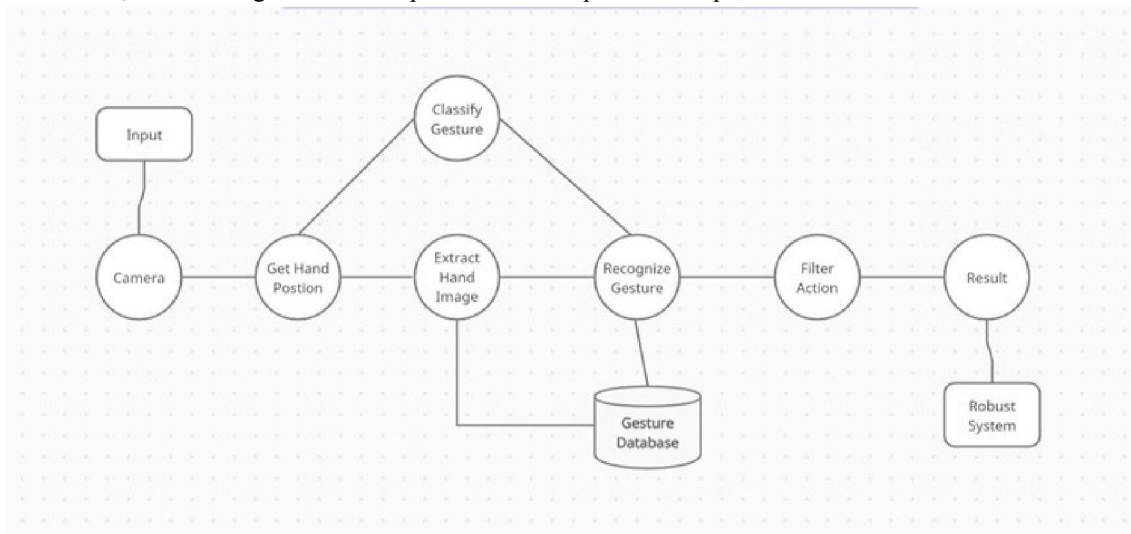 Classify
Gesture
Input
Camera
Get Hand
Postion
Extract
Hand
Image
Recognize
Gesture
Filter
Action
Result
Gesture
Database
Robust
System